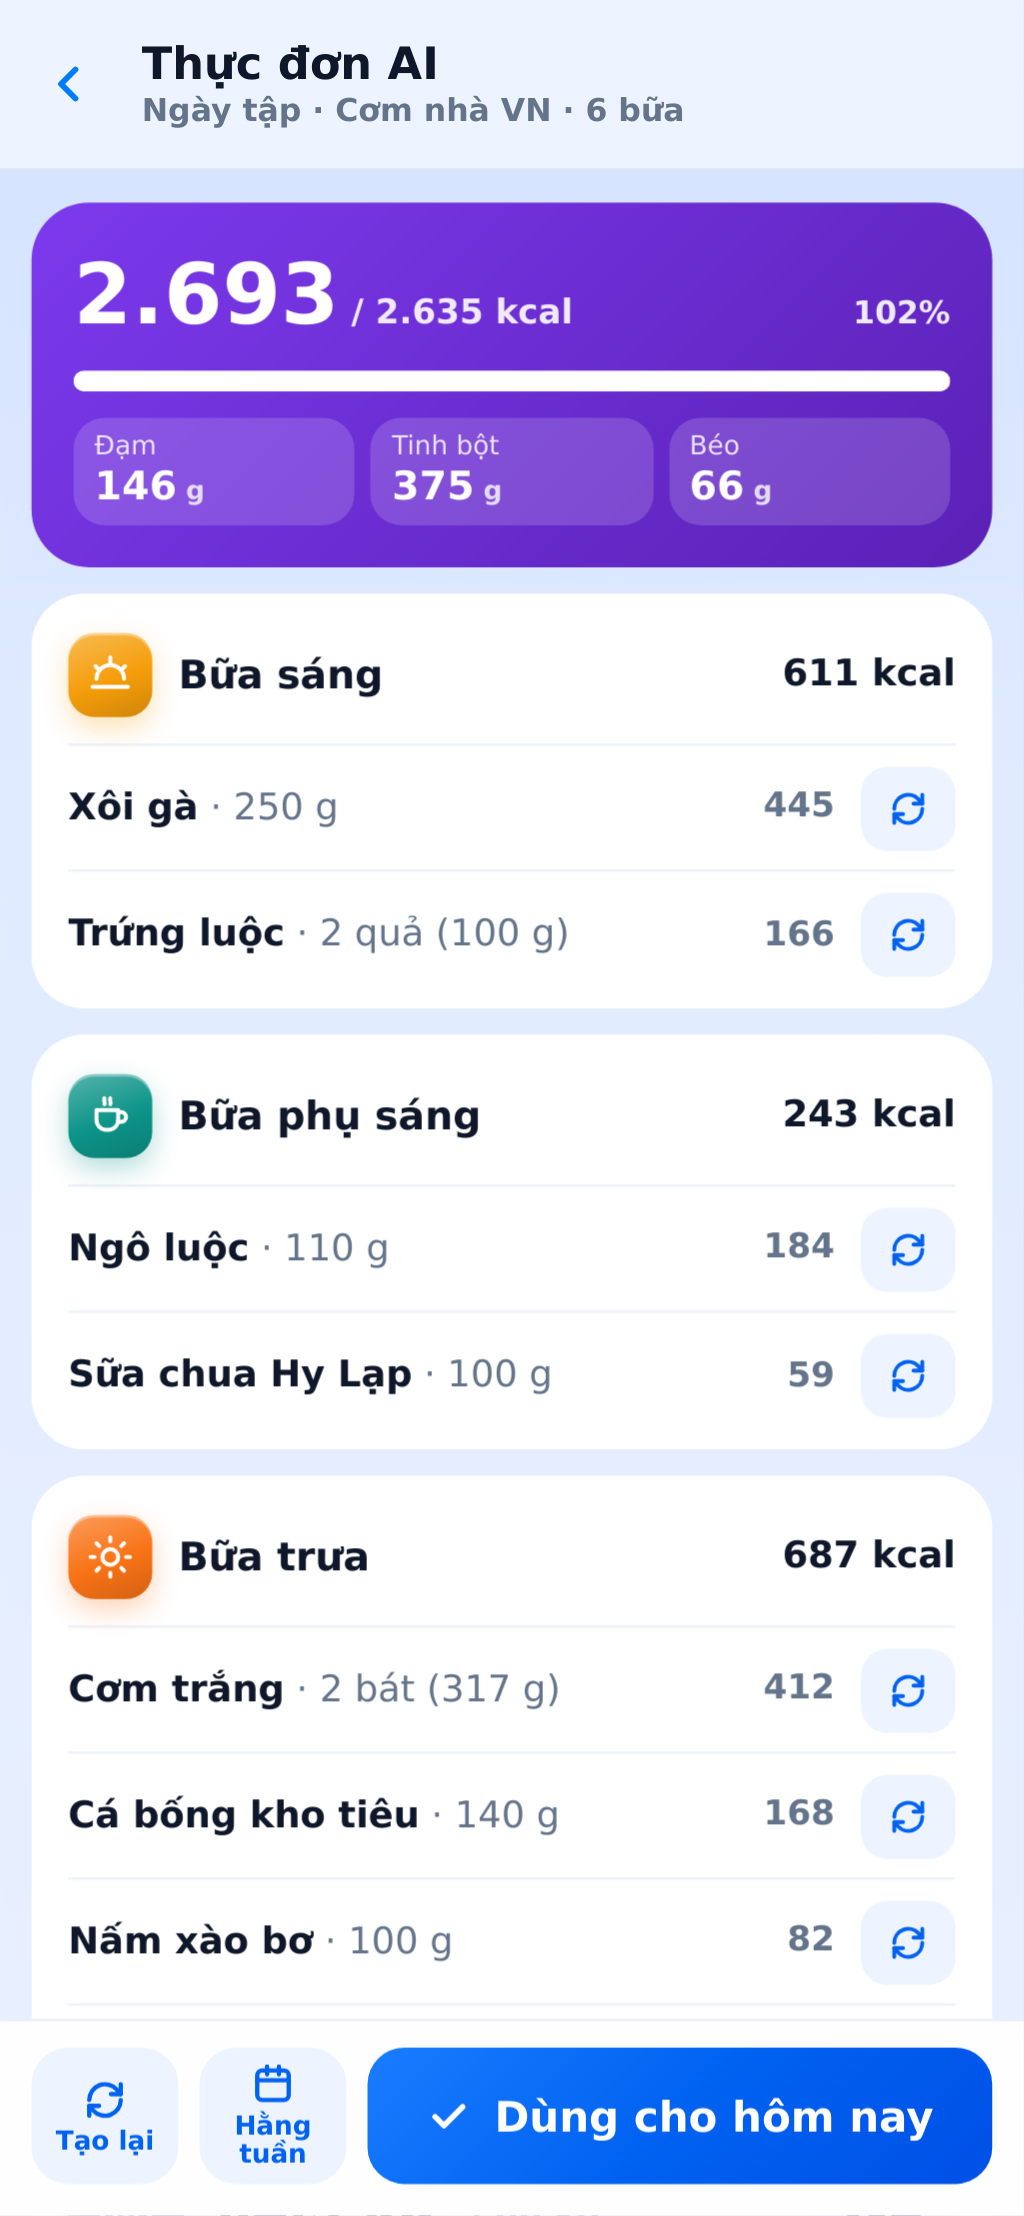 Thực đơn AI
Ngày tập · Cơm nhà VN · 6 bữa
2.693 / 2.635 kcal
102%
Đạm
146 g
Tinh bột
375 g
Béo
66 g
Bữa sáng
611 kcal
Xôi gà · 250 g
445
Trứng luộc · 2 quả (100 g)
166
Bữa phụ sáng
243 kcal
Ngô luộc · 110 g
184
Sữa chua Hy Lạp · 100 g
59
Bữa trưa
687 kcal
Cơm trắng · 2 bát (317 g)
412
Cá bống kho tiêu · 140 g
168
Nấm xào bơ · 100 g
82
Tạo lại
Hằng
tuần
Dùng cho hôm nay